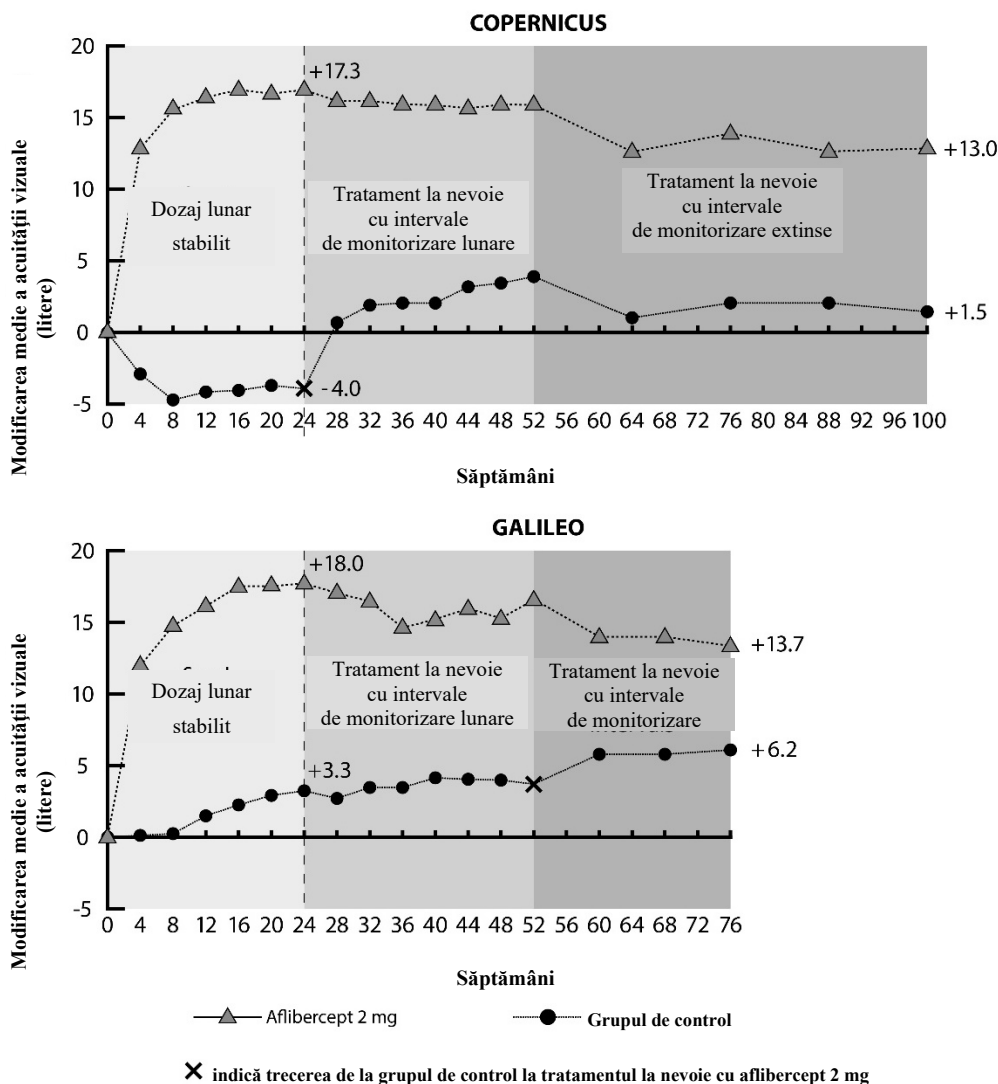 COPERNICUS
Modificarea medie a acuităţii vizuale
(litere)
20
15
10
5
0
-5
+17.3
+13.0
Dozaj lunar
stabilit
Tratament la nevoie
cu intervale
de monitorizare lunare
Tratament la nevoie
cu intervale
de monitorizare extinse
-4.0
+1.5
0 4 8 12 16 20 24 28 32 36 40 44 48 52 56 60 64 68 72 76 80 84 88 92 96 100
Săptămâni
GALILEO
Modificarea medie a acuităţii vizuale
(litere)
20
15
10
5
0
-5
+18.0
+13.7
Dozaj lunar
stabilit
Tratament la nevoie
cu intervale
de monitorizare lunare
Tratament la nevoie
cu intervale
de monitorizare
+3.3
+6.2
0 4 8 12 16 20 24 28 32 36 40 44 48 52 56 60 64 68 72 76
Săptămâni
Aflibercept 2 mg
Grupul de control
indică trecerea de la grupul de control la tratamentul la nevoie cu aflibercept 2 mg